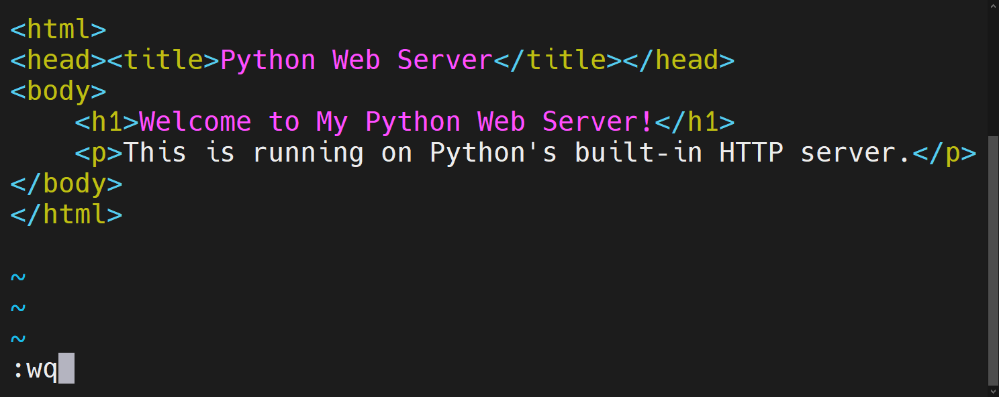 <html>
<head><title>Python Web Server</title></head>
<body>
    <h1>Welcome to My Python Web Server!</h1>
    <p>This is running on Python's built-in HTTP server.</p>
</body>
</html>
~
~
~
:wq